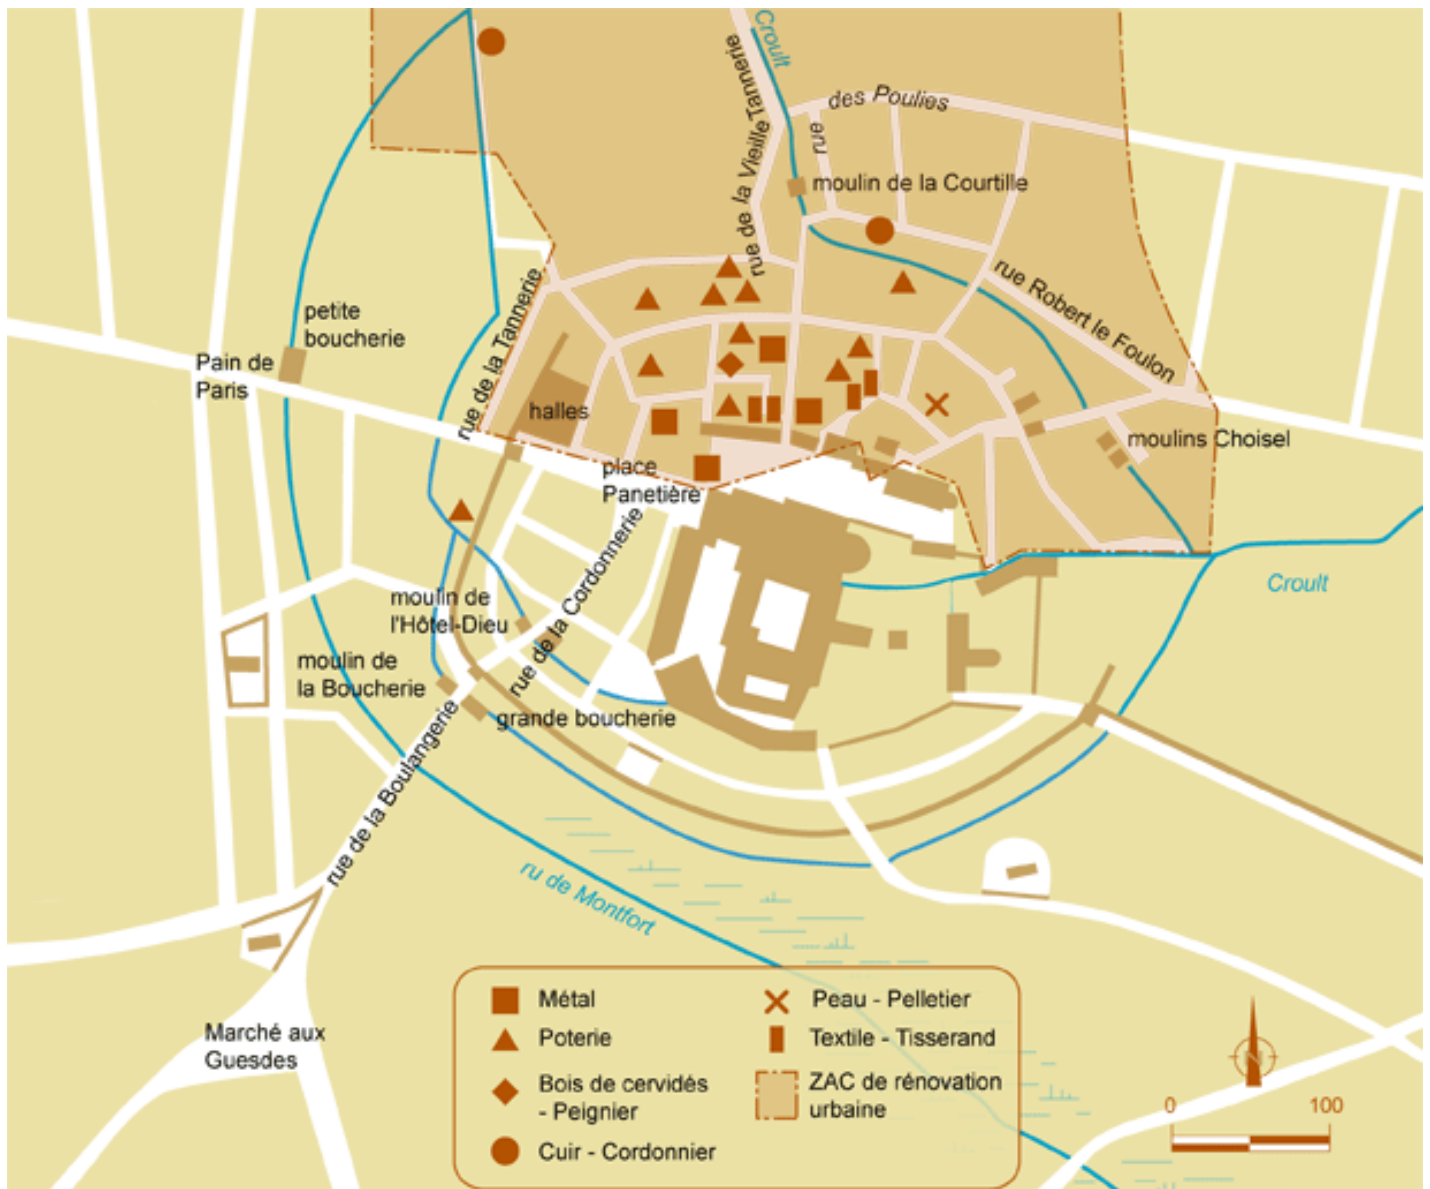 Croult
rue de la Vieille Tannerie
des Poulies
rue
moulin de la Courtille
rue Robert le Foulon
petite
boucherie
rue de la Tannerie
Pain de
Paris
halles
moulins Choisel
place
Panetière
rue de la Cordonnerie
Croult
moulin de
l'Hôtel-Dieu
moulin de
la Boucherie
grande boucherie
rue de la Boulangerie
ru de Montfort
Marché aux
Guesdes
Métal
Poterie
Bois de cervidés
- Peignier
Cuir - Cordonnier
Peau - Pelletier
Textile - Tisserand
ZAC de rénovation
urbaine
N
0 100